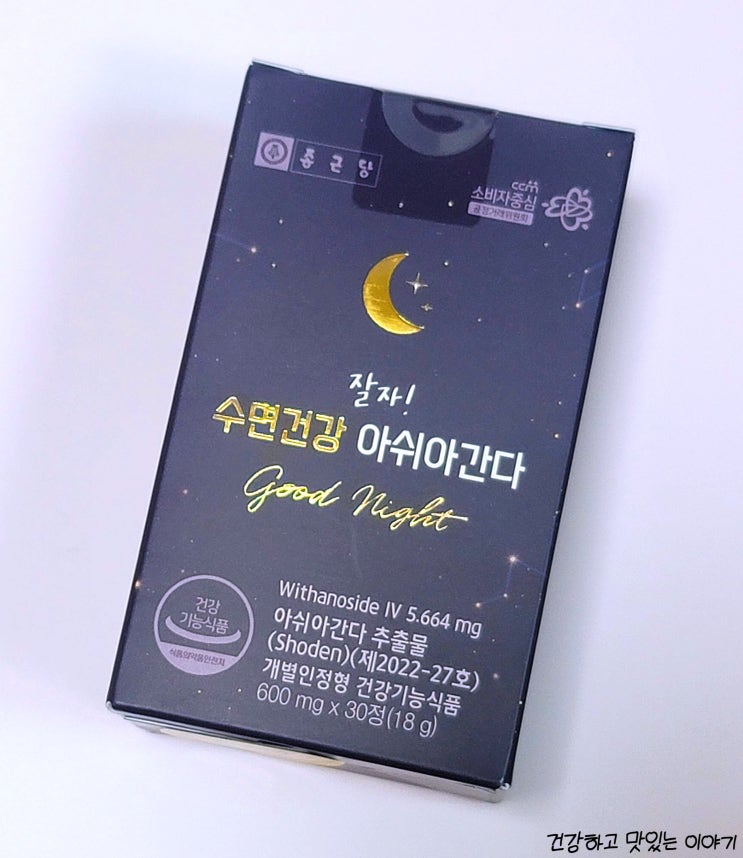 종근당
ccm
소비자중심
공정거래위원회
잘자!
수면건강 아쉬아간다
Good Night
건강
기능식품
식품의약품안전처
Withanoside IV 5.664 mg
아쉬아간다 추출물
(Shoden)(제2022-27호)
개별인정형 건강기능식품
600 mg x 30정(18 g)
건강하고 맛있는 이야기